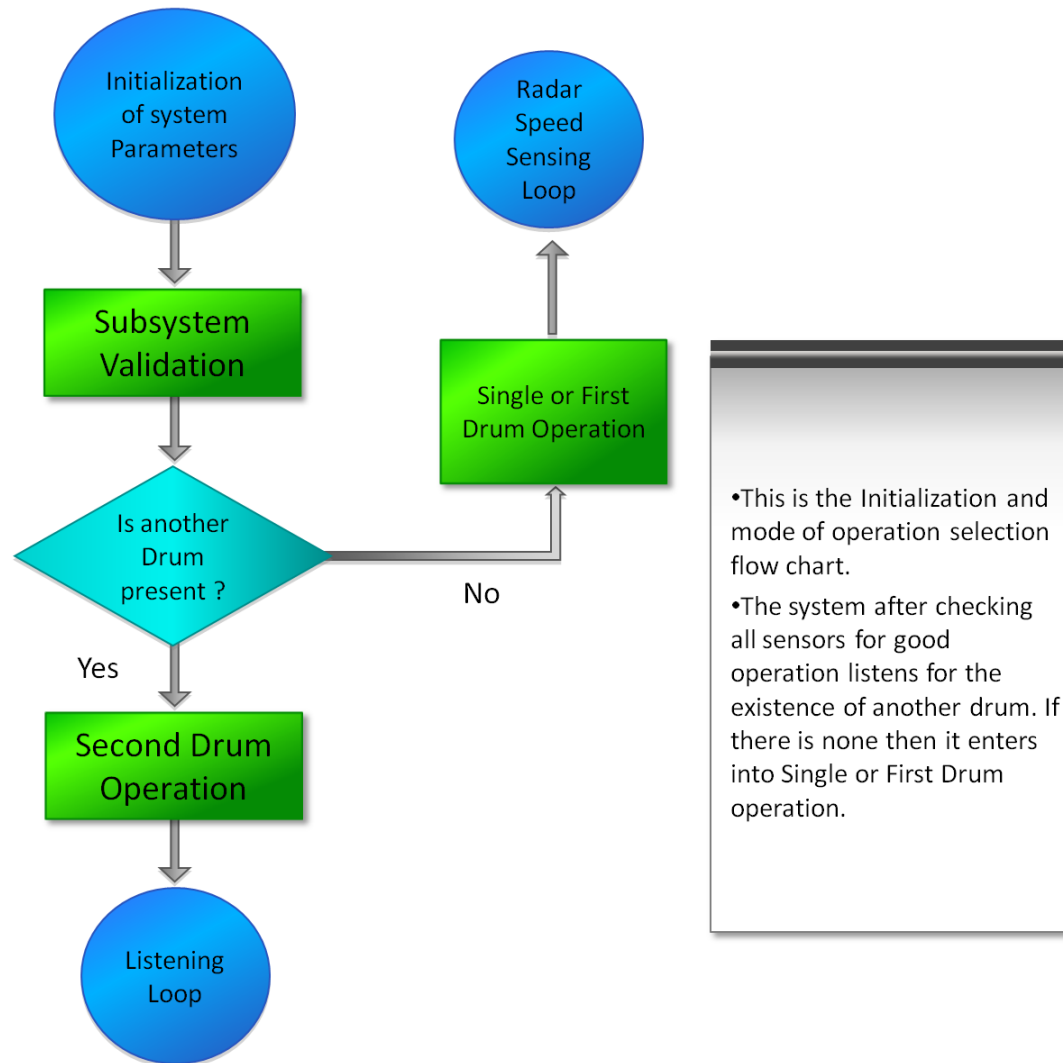 Initialization
of system
Parameters
Subsystem
Validation
Is another
Drum
present ?
Yes
No
Second Drum
Operation
Listening
Loop
Radar
Speed
Sensing
Loop
Single or First
Drum Operation
•This is the Initialization and
mode of operation selection
flow chart.
•The system after checking
all sensors for good
operation listens for the
existence of another drum. If
there is none then it enters
into Single or First Drum
operation.